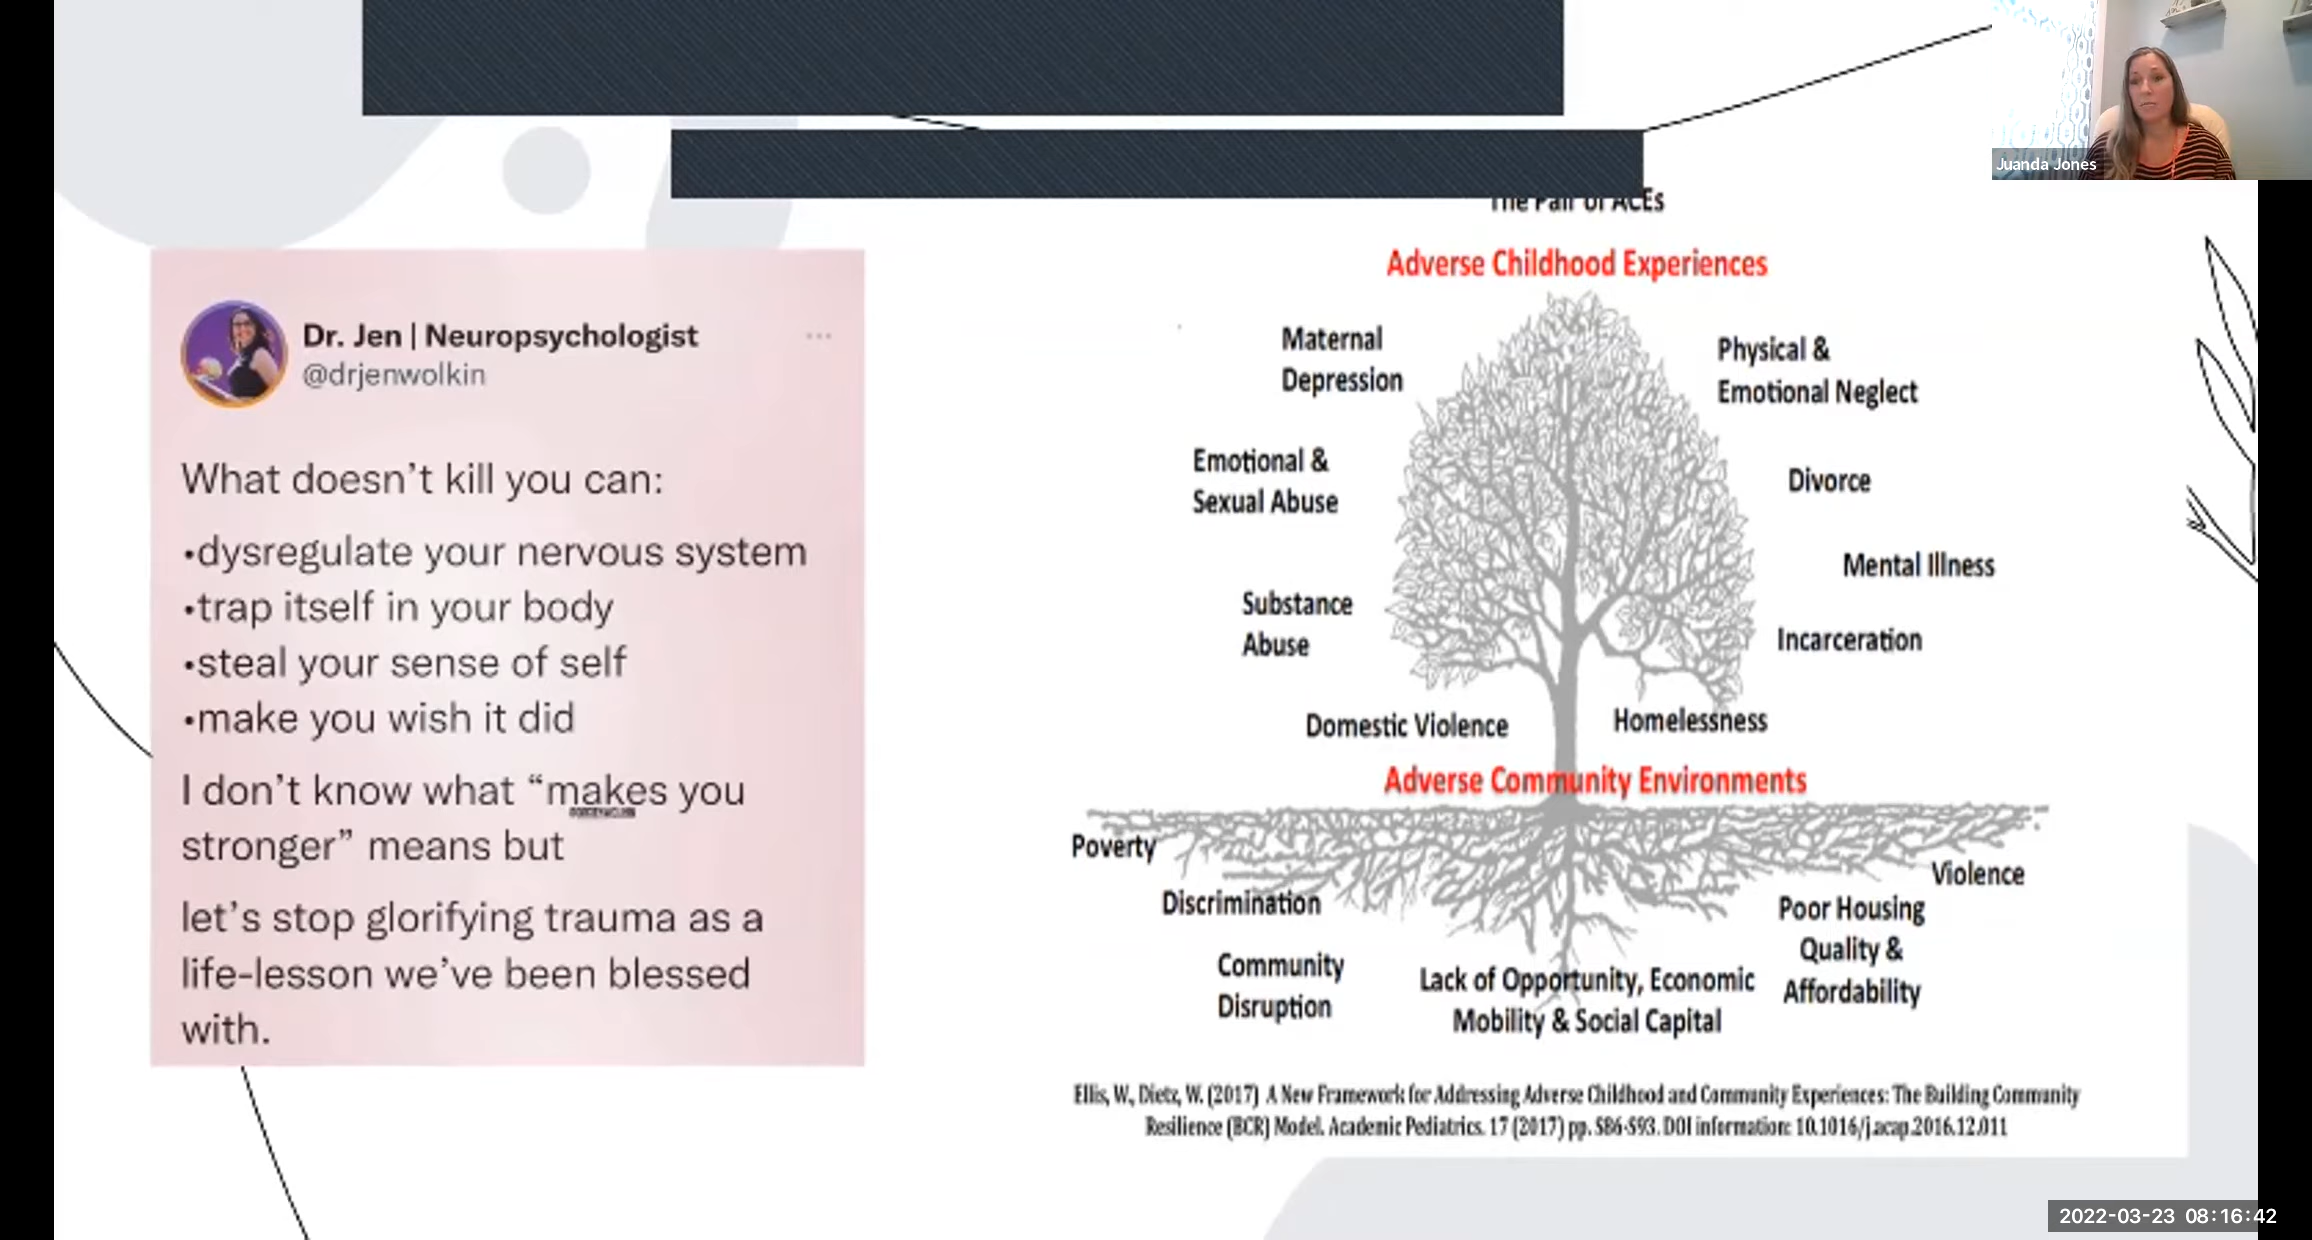 Juanda Jones
The Pair of ACEs
Adverse Childhood Experiences
Dr. Jen | Neuropsychologist
@drjenwolkin
What doesn't kill you can:
•dysregulate your nervous system
•trap itself in your body
•steal your sense of self
•make you wish it did
I don't know what “makes you
stronger” means but
let's stop glorifying trauma as a
life-lesson we've been blessed
with.
Maternal
Depression
Physical &
Emotional Neglect
Emotional &
Sexual Abuse
Divorce
Mental Illness
Substance
Abuse
Incarceration
Domestic Violence
Homelessness
Adverse Community Environments
Poverty
Violence
Discrimination
Poor Housing
Quality &
Affordability
Community
Disruption
Lack of Opportunity, Economic
Mobility & Social Capital
Ellis, W., Dietz, W. (2017) A New Framework for Addressing Adverse Childhood and Community Experiences: The Building Community
Resilience (BCR) Model. Academic Pediatrics. 17 (2017) pp. S86-S93. DOI information: 10.1016/j.acap.2016.12.011
2022-03-23 08:16:42